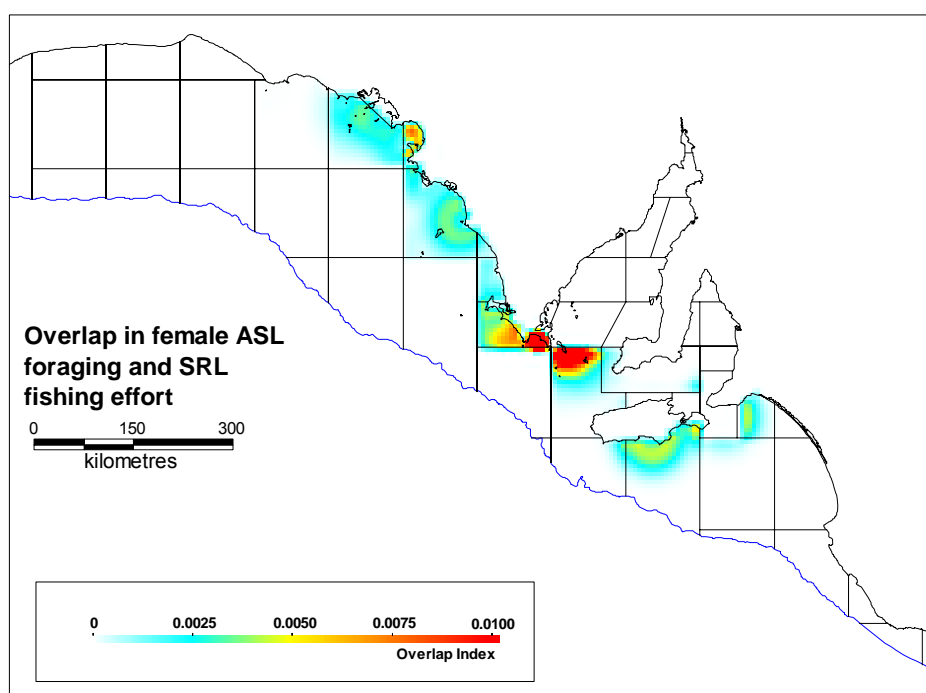 Overlap in female ASL
foraging and SRL
fishing effort
0 150 300
kilometres
0 0.0025 0.0050 0.0075 0.0100
Overlap Index